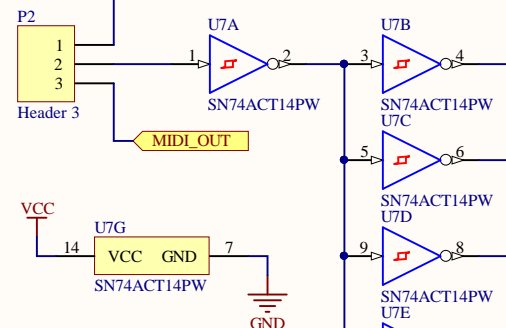 P2
1
2
3
Header 3
MIDI_OUT
U7A
1
2
SN74ACT14PW
U7B
3
4
SN74ACT14PW
U7C
5
6
SN74ACT14PW
U7D
9
8
SN74ACT14PW
U7E
VCC
14
U7G
VCC GND
7
SN74ACT14PW
GND